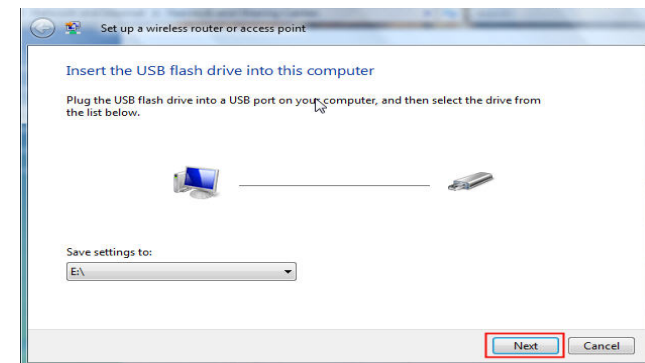 Set up a wireless router or access point
Insert the USB flash drive into this computer
Plug the USB flash drive into a USB port on your computer, and then select the drive from
the list below.
Save settings to:
E:\
Next
Cancel